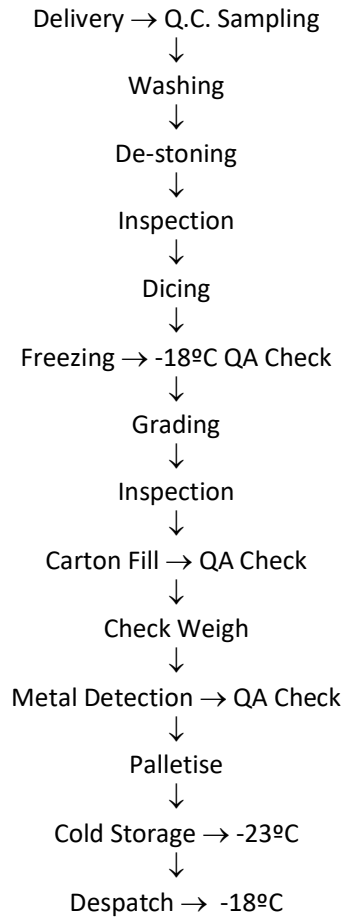 Delivery → Q.C. Sampling
↓
Washing
↓
De-stoning
↓
Inspection
↓
Dicing
↓
Freezing → -18ºC QA Check
↓
Grading
↓
Inspection
↓
Carton Fill → QA Check
↓
Check Weigh
↓
Metal Detection → QA Check
↓
Palletise
↓
Cold Storage → -23ºC
↓
Despatch → -18ºC